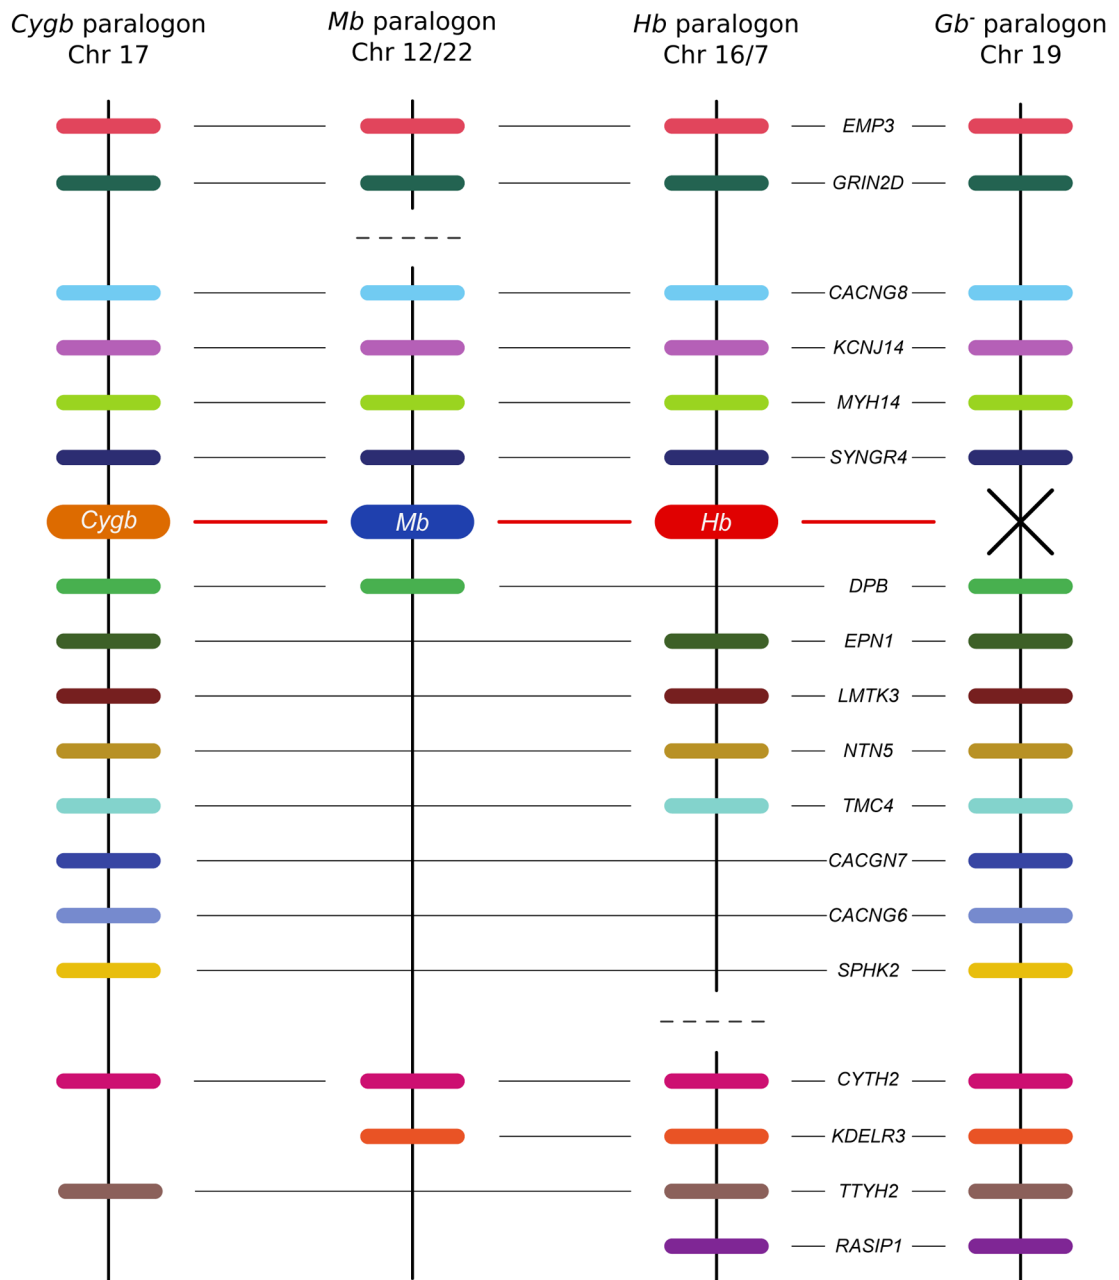 Cygb paralogon
Chr 17
Mb paralogon
Chr 12/22
Hb paralogon
Chr 16/7
Gb- paralogon
Chr 19
EMP3
GRIN2D
CACNG8
KCNJ14
MYH14
SYNGR4
Cygb
Mb
Hb
DPB
EPN1
LMTK3
NTN5
TMC4
CACGN7
CACNG6
SPHK2
CYTH2
KDELR3
TTYH2
RASIP1